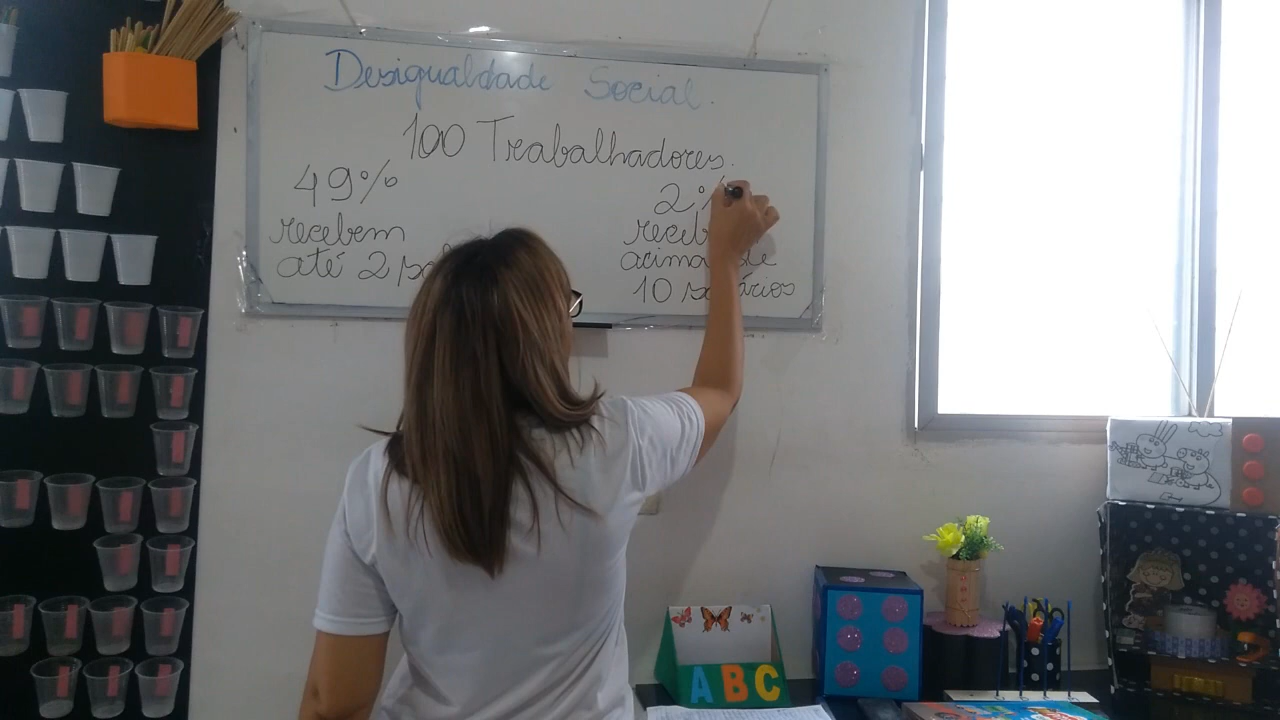 Desigualdade Social.
100 Trabalhadores.
49%
recebem
até 2
2%
acima de
10 salários
ABC